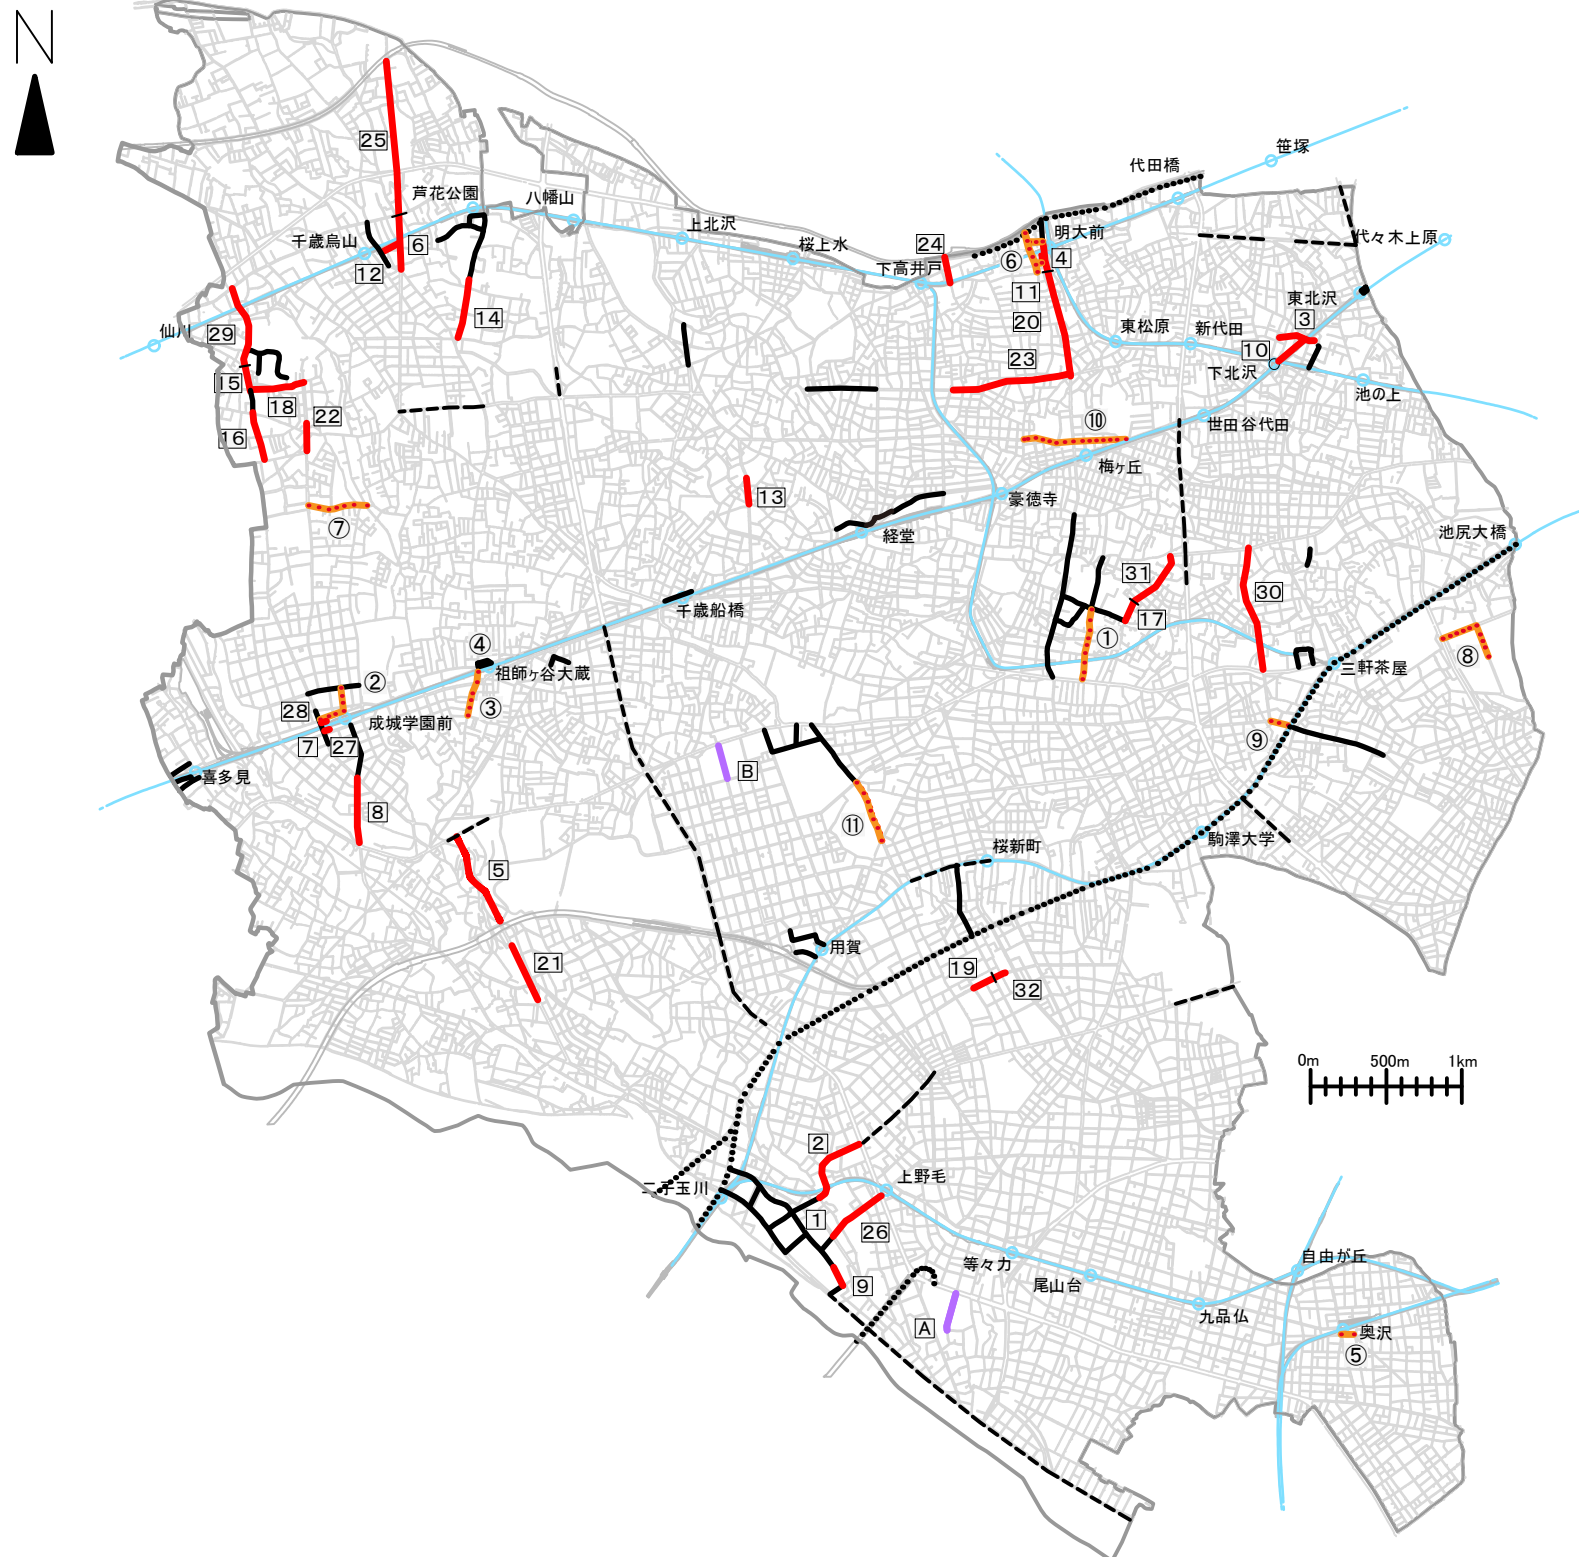 N
笹塚
代田橋
25
芦花公園
八幡山
上北沢
明大前
代々木上原
千歳烏山
6
24
桜上水
⑥
4
12
下高井戸
11
東北沢
3
14
20
仙川
29
東松原
新代田
10
23
下北沢
15
18
池の上
22
⑩
世田谷代田
16
梅ヶ丘
13
豪徳寺
⑦
経堂
池尻大橋
31
30
千歳船橋
17
①
④
⑧
祖師ヶ谷大蔵
三軒茶屋
②
③
28
成城学園前
7
27
⑨
B
喜多見
8
⑪
駒澤大学
桜新町
5
用賀
21
19
32
0m
500m
1km
2
上野毛
二子玉川
1
26
自由が丘
等々力
9
尾山台
九品仏
A
奥沢
⑤